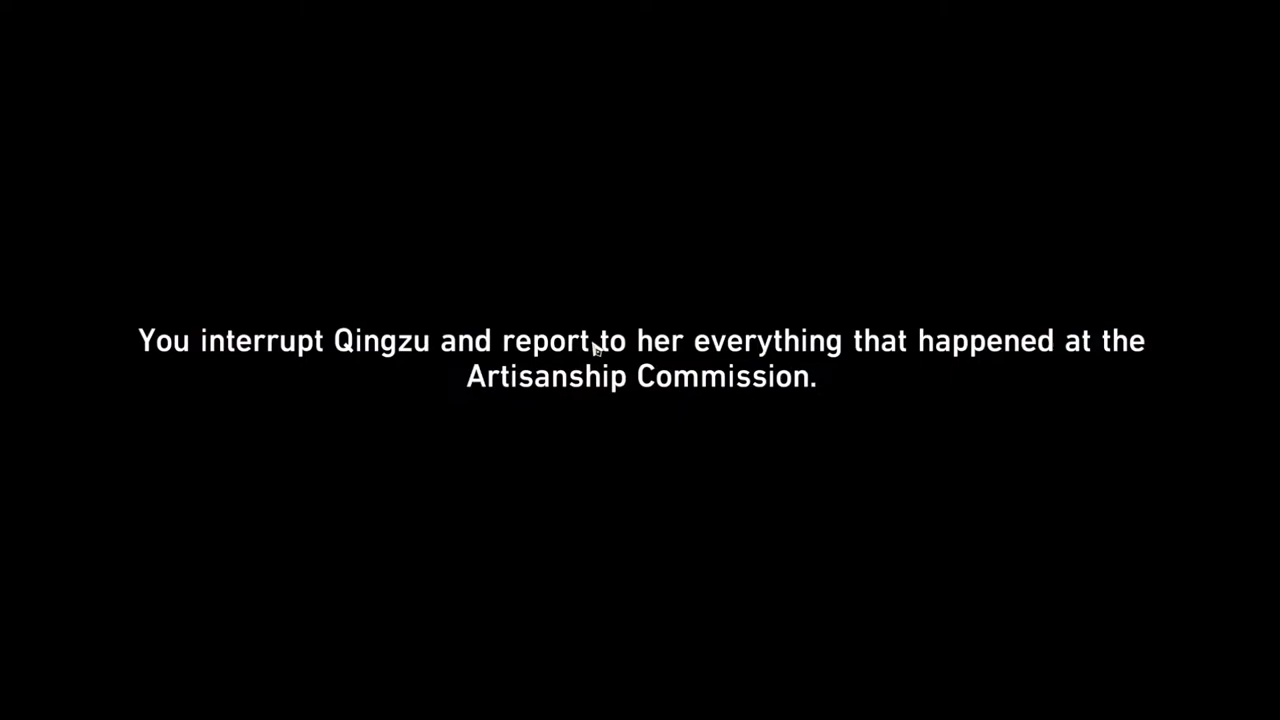 You interrupt Qingzu and report to her everything that happened at the
Artisanship Commission.